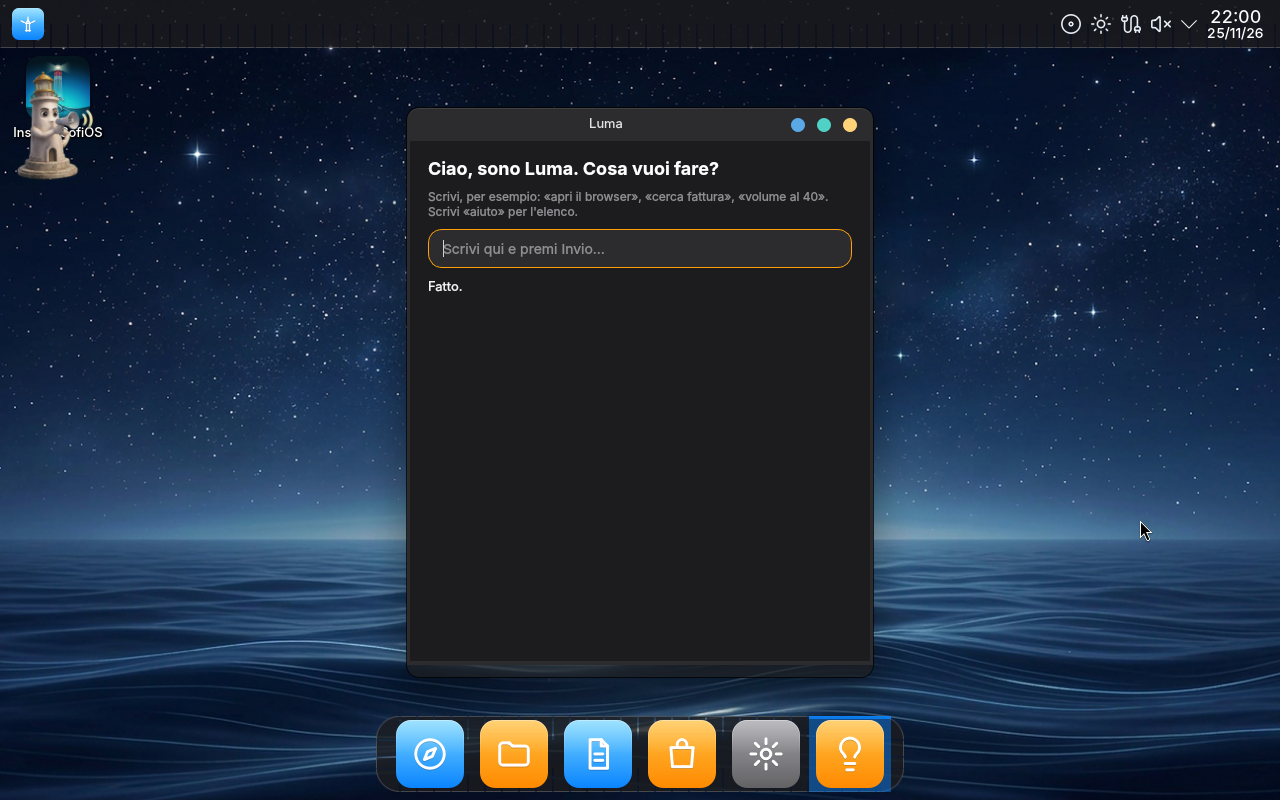 22:00
25/11/26
Luma
Ciao, sono Luma. Cosa vuoi fare?
Scrivi, per esempio: «apri il browser», «cerca fattura», «volume al 40».
Scrivi «aiuto» per l'elenco.
Scrivi qui e premi Invio...
Fatto.